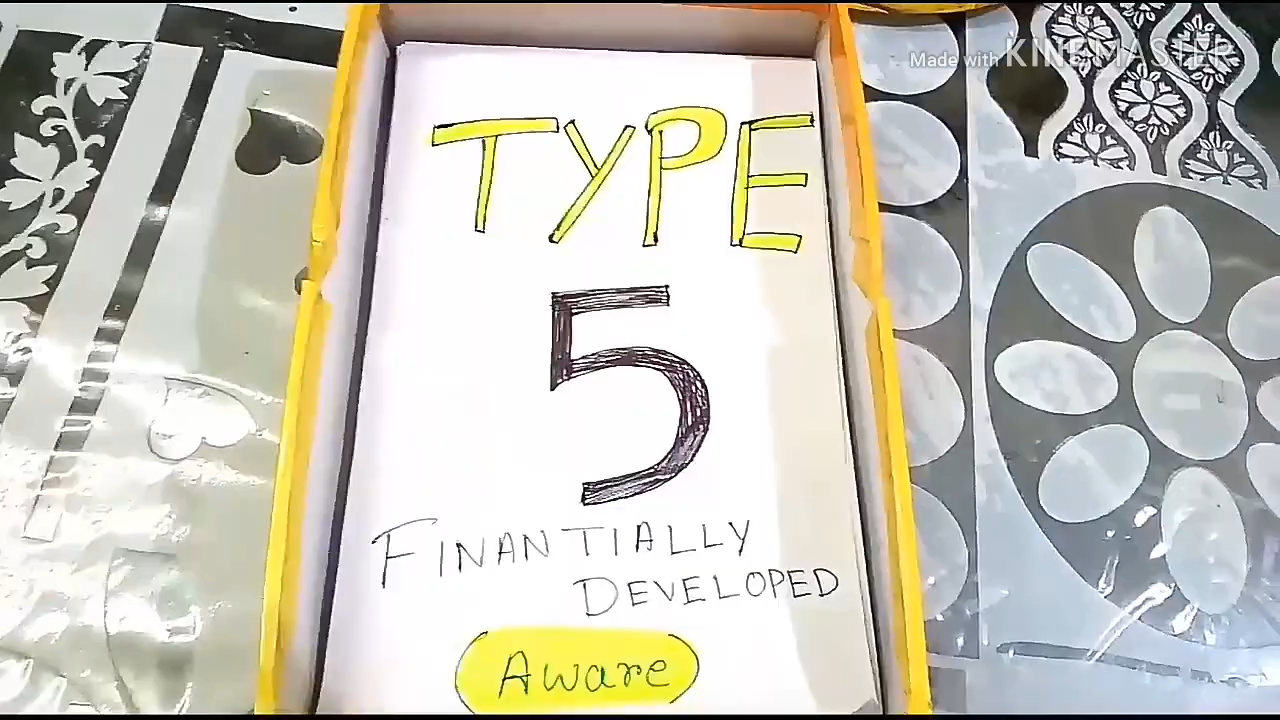 Made with KINEMASTER
TYPE
5
FINANTIALLY
DEVELOPED
(Aware)